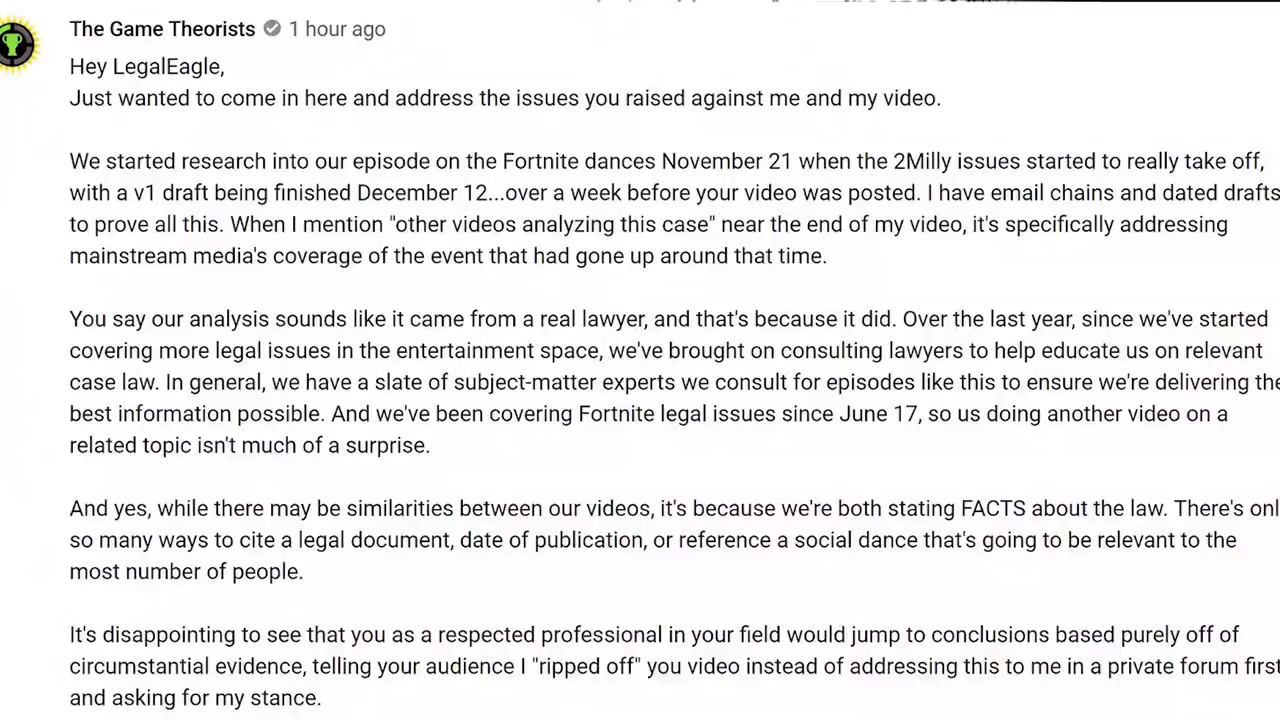 The Game Theorists 1 hour ago
Hey LegalEagle,
Just wanted to come in here and address the issues you raised against me and my video.
We started research into our episode on the Fortnite dances November 21 when the 2Milly issues started to really take off,
with a v1 draft being finished December 12...over a week before your video was posted. I have email chains and dated drafts
to prove all this. When I mention "other videos analyzing this case" near the end of my video, it's specifically addressing
mainstream media's coverage of the event that had gone up around that time.
You say our analysis sounds like it came from a real lawyer, and that's because it did. Over the last year, since we've started
covering more legal issues in the entertainment space, we've brought on consulting lawyers to help educate us on relevant
case law. In general, we have a slate of subject-matter experts we consult for episodes like this to ensure we're delivering the
best information possible. And we've been covering Fortnite legal issues since June 17, so us doing another video on a
related topic isn't much of a surprise.
And yes, while there may be similarities between our videos, it's because we're both stating FACTS about the law. There's onl
so many ways to cite a legal document, date of publication, or reference a social dance that's going to be relevant to the
most number of people.
It's disappointing to see that you as a respected professional in your field would jump to conclusions based purely off of
circumstantial evidence, telling your audience I "ripped off" you video instead of addressing this to me in a private forum first
and asking for my stance.